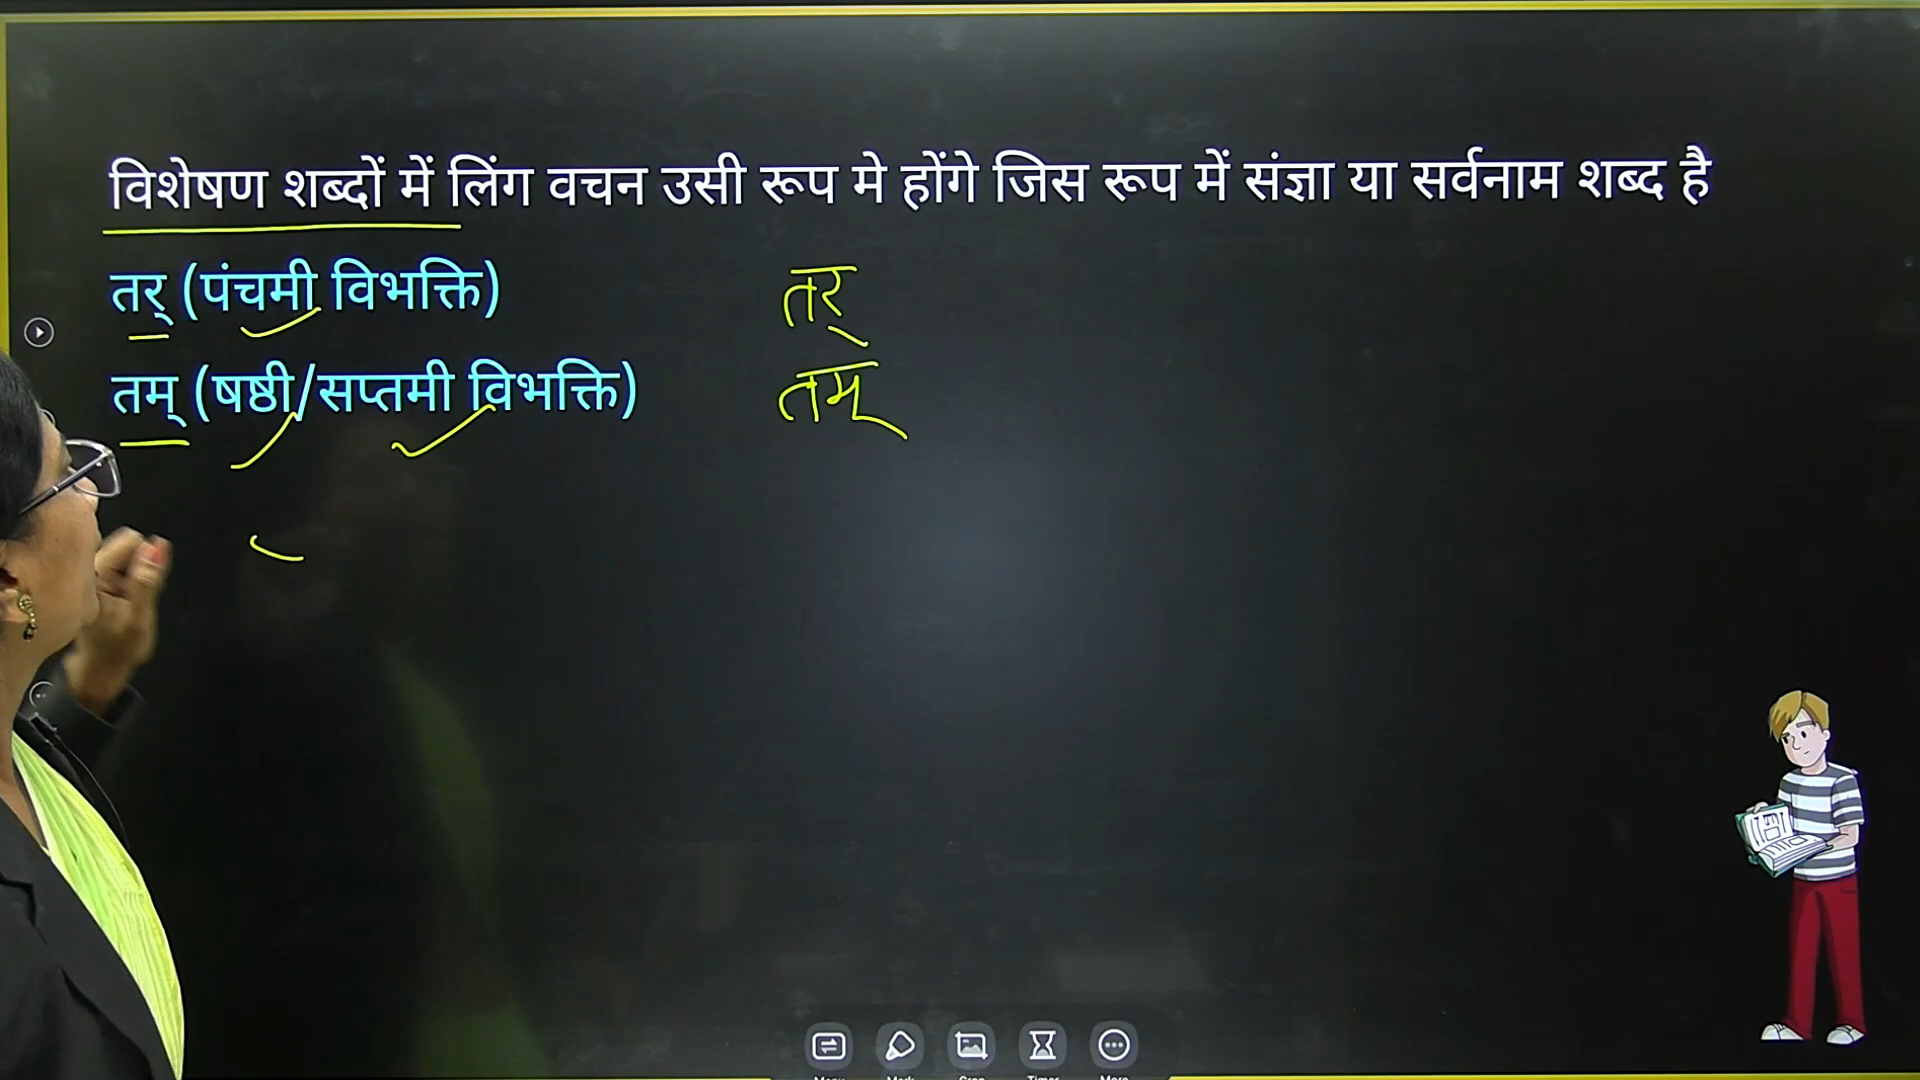 विशेषण शब्दों में लिंग वचन उसी रूप मे होंगे जिस रूप में संज्ञा या सर्वनाम शब्द है
तर् (पंचमी विभक्ति)
तर्
तम् (षष्ठी/सप्तमी विभक्ति)
तम्